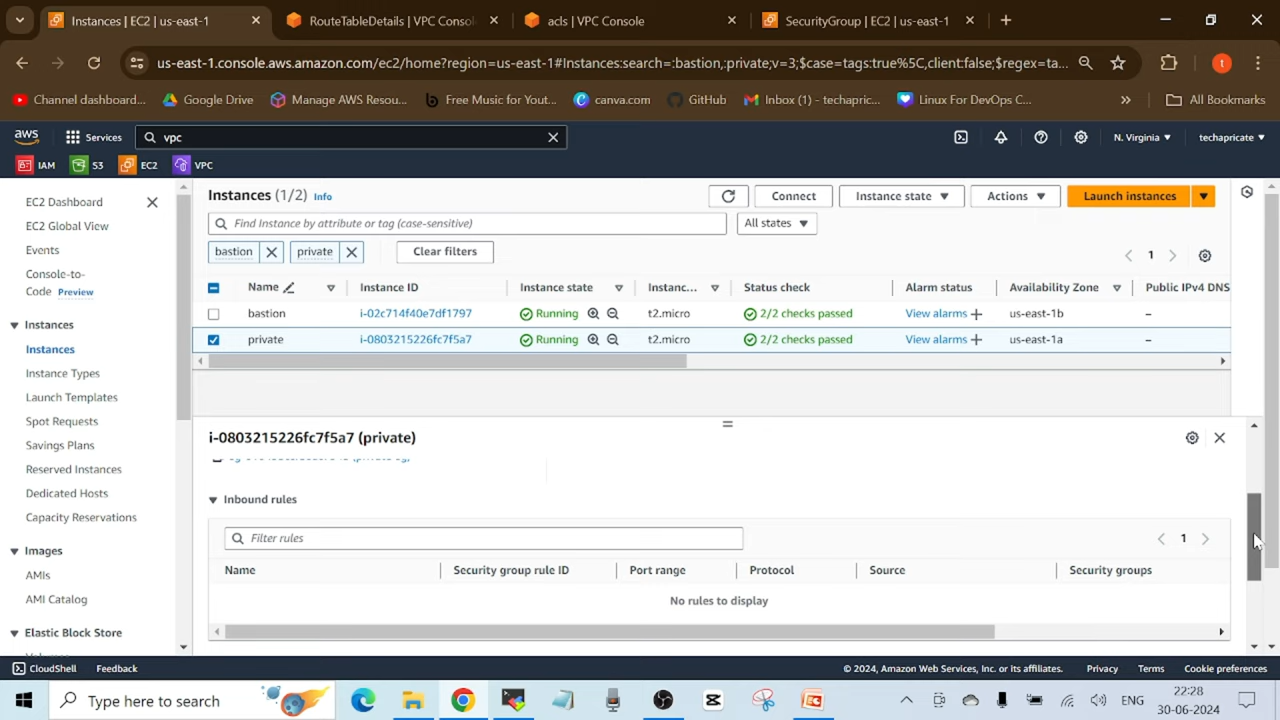 Instances | EC2 | us-east-1
RouteTableDetails | VPC Consol
acls | VPC Console
SecurityGroup | EC2 | us-east-1
us-east-1.console.aws.amazon.com/ec2/home?region=us-east-1#Instances:search=:bastion,:private;v=3;$case=tags:true%5C,client:false;$regex=ta...
t
Channel dashboard...
Google Drive
Manage AWS Resou...
Free Music for Yout...
canva.com
GitHub
Inbox (1) - techapric...
Linux For DevOps C...
All Bookmarks
aws
Services
vpc
N. Virginia
techapricate
IAM
S3
EC2
VPC
EC2 Dashboard
EC2 Global View
Events
Console-to-
Code Preview
Instances
Instances
Instance Types
Launch Templates
Spot Requests
Savings Plans
Reserved Instances
Dedicated Hosts
Capacity Reservations
Images
AMIs
AMI Catalog
Elastic Block Store
Instances (1/2) Info
Connect
Instance state
Actions
Launch instances
Find Instance by attribute or tag (case-sensitive)
All states
bastion
private
Clear filters
1
Name Instance ID Instance state Instanc... Status check Alarm status Availability Zone Public IPv4 DNS
bastion i-02c714f40e7df1797 Running t2.micro 2/2 checks passed View alarms + us-east-1b –
private i-0803215226fc7f5a7 Running t2.micro 2/2 checks passed View alarms + us-east-1a –
i-0803215226fc7f5a7 (private)
Inbound rules
Filter rules
1
Name Security group rule ID Port range Protocol Source Security groups
No rules to display
CloudShell
Feedback
© 2024, Amazon Web Services, Inc. or its affiliates.
Privacy
Terms
Cookie preferences
Type here to search
ENG
22:28
30-06-2024